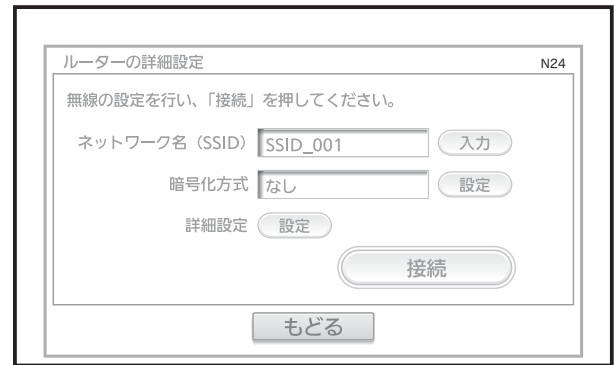 ルーターの詳細設定 N24
無線の設定を行い、「接続」を押してください。
ネットワーク名（SSID） SSID_001 入力
暗号化方式 なし 設定
詳細設定 設定
接続
もどる